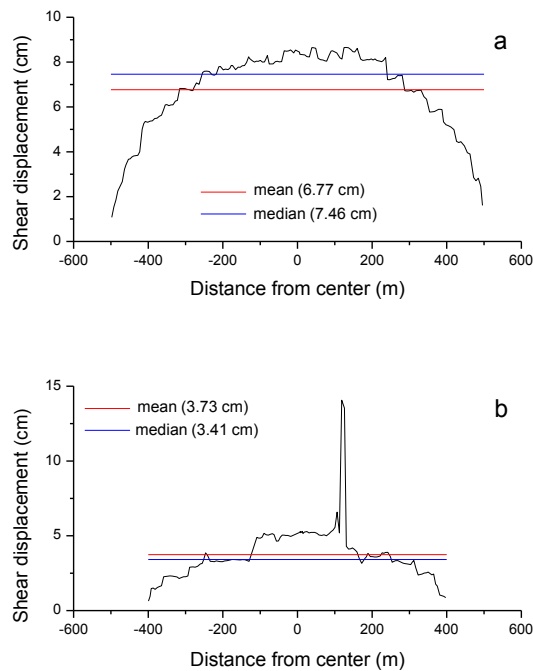 10
a
8
6
4
2
0
Shear displacement (cm)
mean (6.77 cm)
median (7.46 cm)
-600 -400 -200 0 200 400 600
Distance from center (m)
15
b
mean (3.73 cm)
median (3.41 cm)
10
5
0
Shear displacement (cm)
-600 -400 -200 0 200 400 600
Distance from center (m)